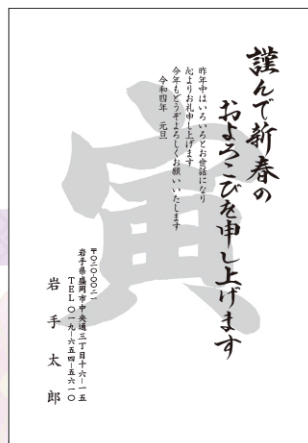 謹んで新春の
およろこびを申し上げます
昨年中はいろいろとお世話になり
心よりお礼申し上げます
今年もどうぞよろしくお願いいたします
令和四年　元旦
寅
〒〇二〇-〇〇二一
岩手県盛岡市中央通三丁目十六-一五
TEL〇一九-六五四-五六一〇
岩手太郎